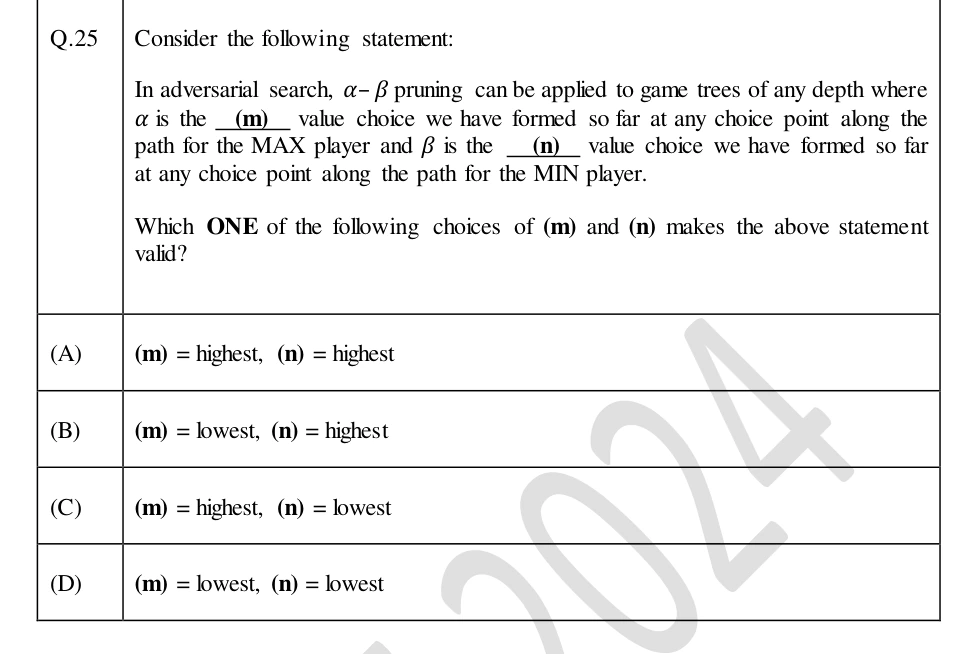 Q.25 Consider the following statement:
In adversarial search, α– β pruning can be applied to game trees of any depth where
α is the (m) value choice we have formed so far at any choice point along the
path for the MAX player and β is the (n) value choice we have formed so far
at any choice point along the path for the MIN player.
Which ONE of the following choices of (m) and (n) makes the above statement
valid?
(A) (m) = highest, (n) = highest
(B) (m) = lowest, (n) = highest
(C) (m) = highest, (n) = lowest
(D) (m) = lowest, (n) = lowest
2024